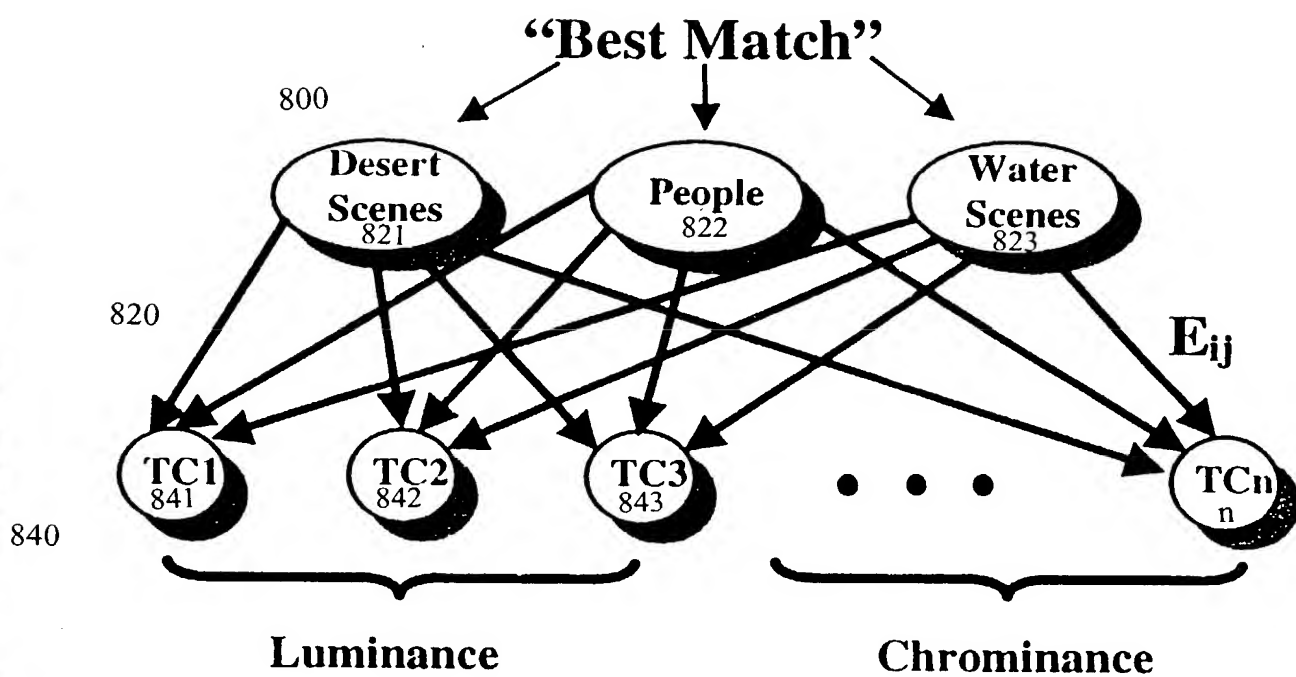 “Best Match”
800
Desert
Scenes
821
People
822
Water
Scenes
823
820
Eij
TC1
841
TC2
842
TC3
843
TCn
n
840
Luminance
Chrominance